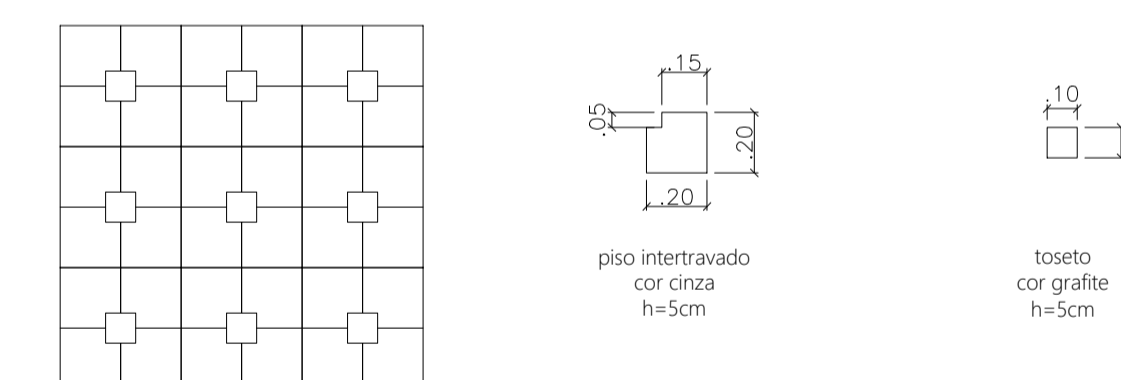 .15
.05
.20
.20
piso intertravado
cor cinza
h=5cm
.10
toseto
cor grafite
h=5cm